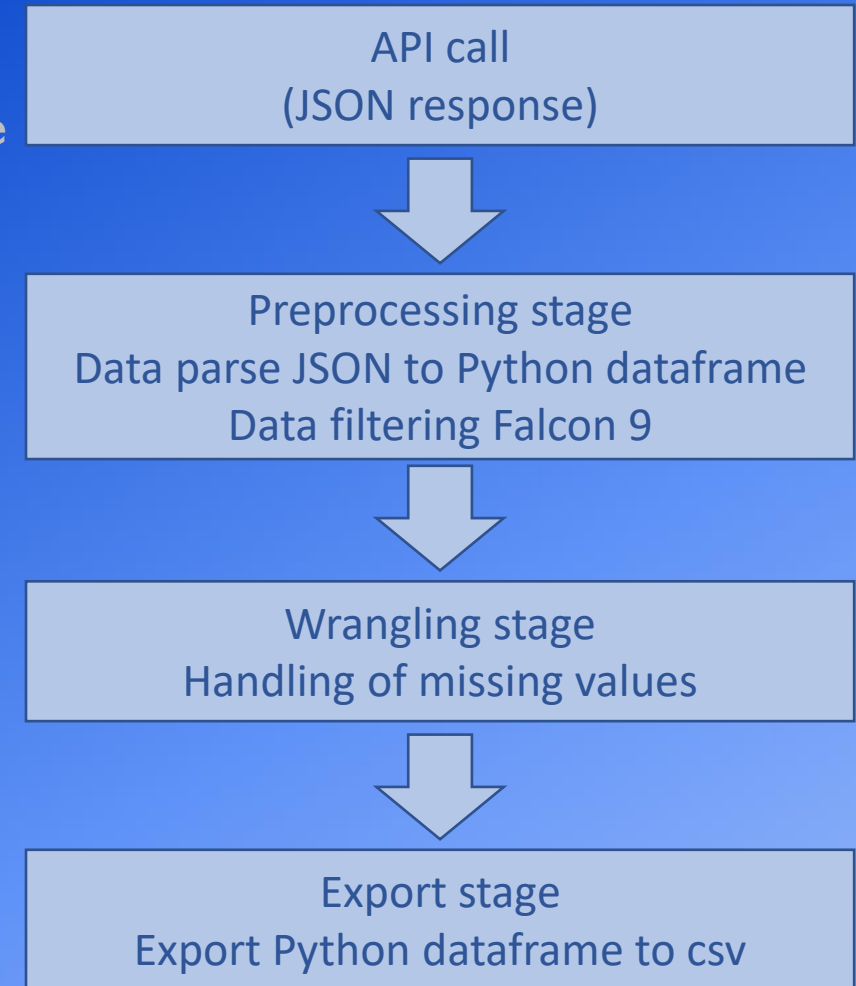 API call
(JSON response)
Preprocessing stage
Data parse JSON to Python dataframe
Data filtering Falcon 9
Wrangling stage
Handling of missing values
Export stage
Export Python dataframe to csv